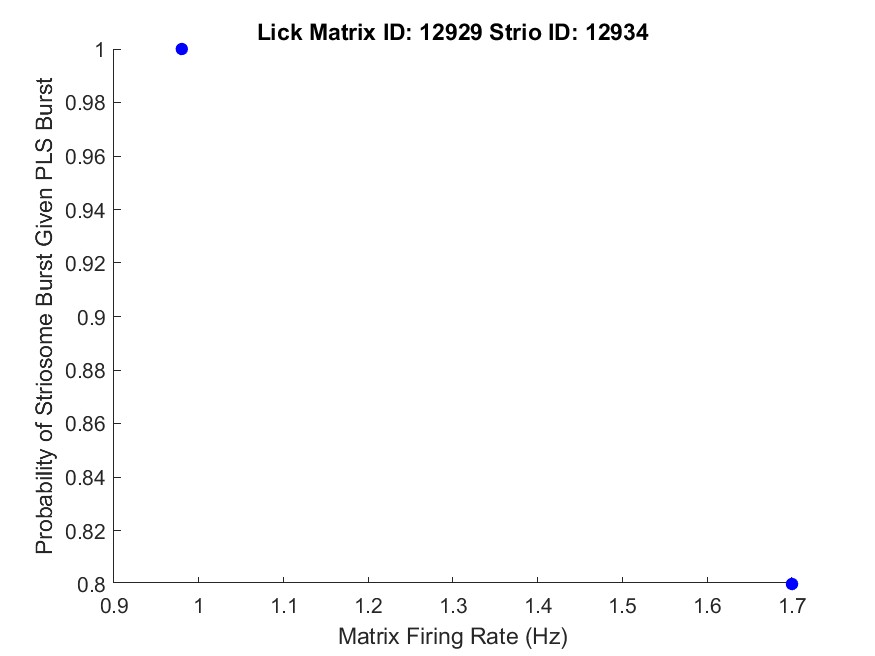 Lick Matrix ID: 12929 Strio ID: 12934
Probability of Striosome Burst Given PLS Burst
1
0.98
0.96
0.94
0.92
0.9
0.88
0.86
0.84
0.82
0.8
0.9 1 1.1 1.2 1.3 1.4 1.5 1.6 1.7
Matrix Firing Rate (Hz)